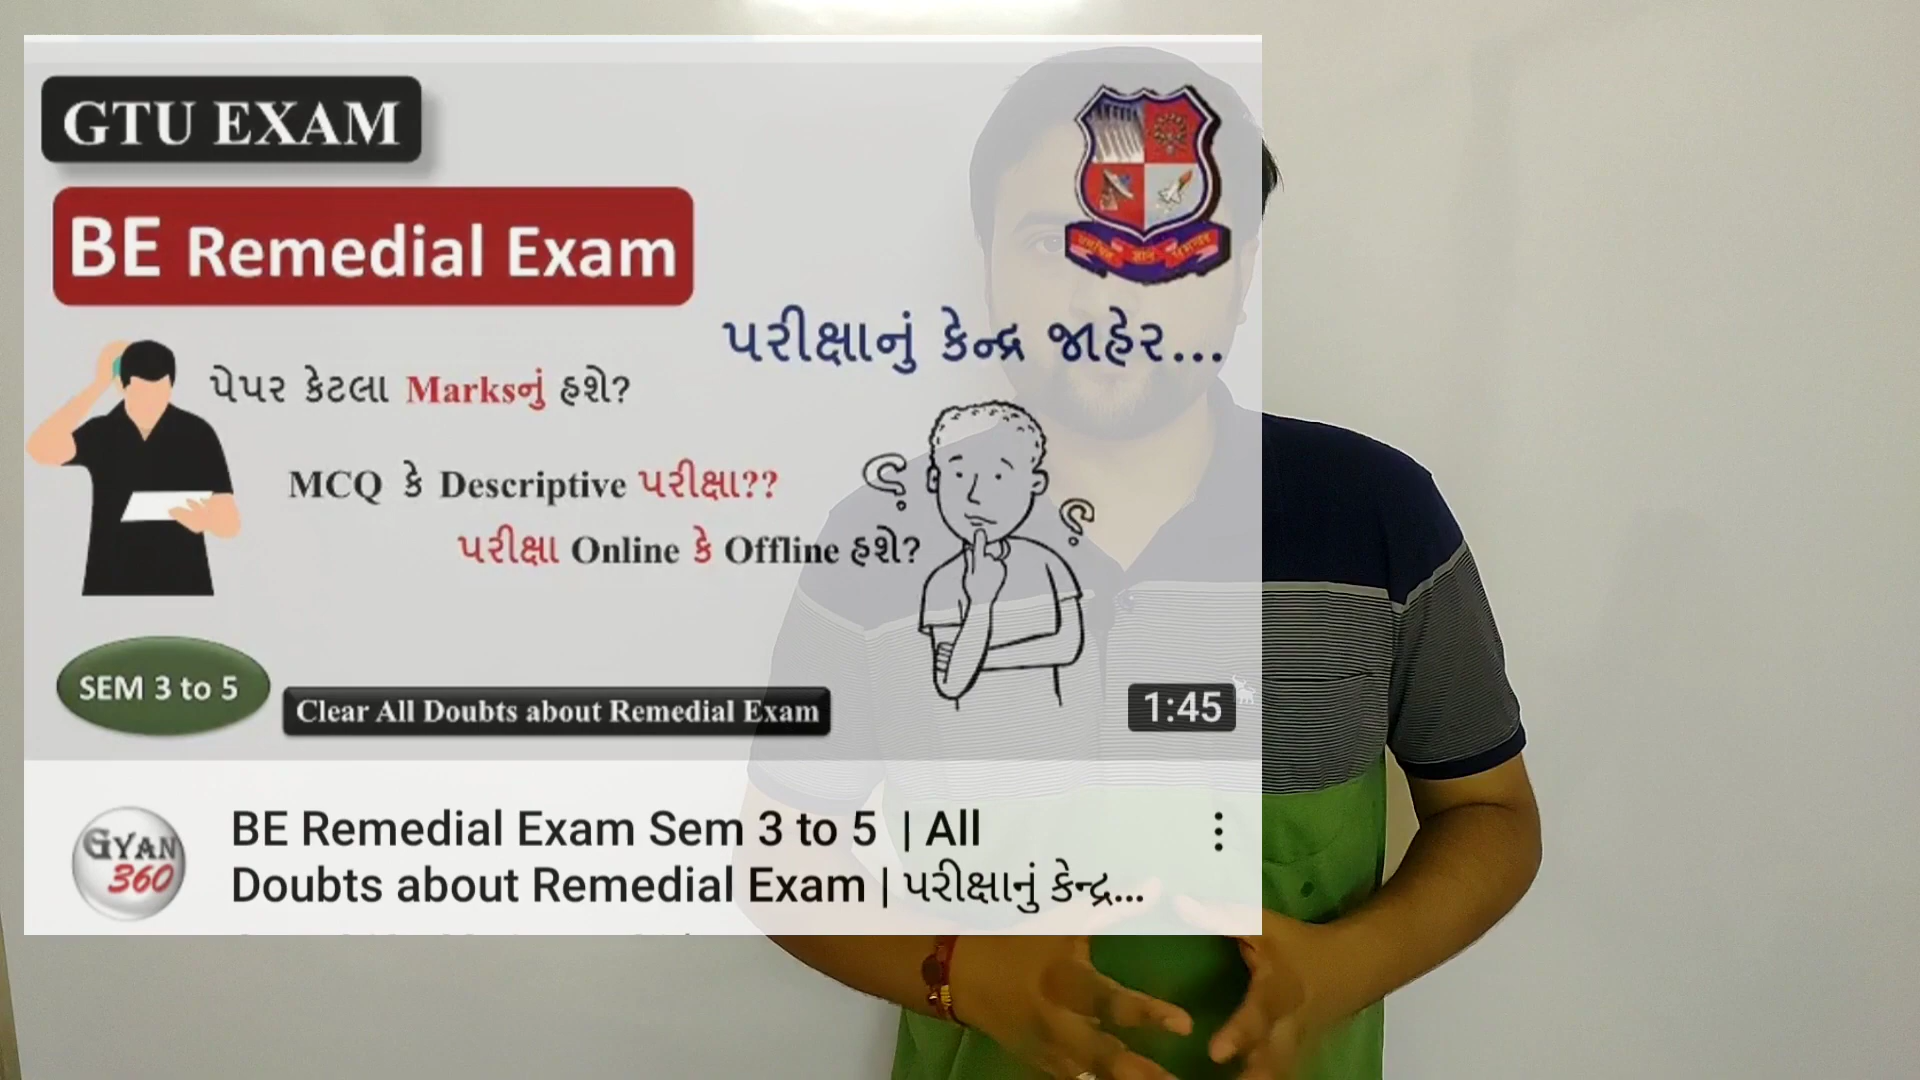 GTU EXAM
BE Remedial Exam
પરીક્ષાનું કેન્દ્ર જાહેર...
પેપર કેટલા Marksનું હશે?
MCQ કે Descriptive પરીક્ષા??
પરીક્ષા Online કે Offline હશે?
SEM 3 to 5
Clear All Doubts about Remedial Exam
1:45
GYAN
360
BE Remedial Exam Sem 3 to 5 | All
Doubts about Remedial Exam | પરીક્ષાનું કેન્દ્ર...